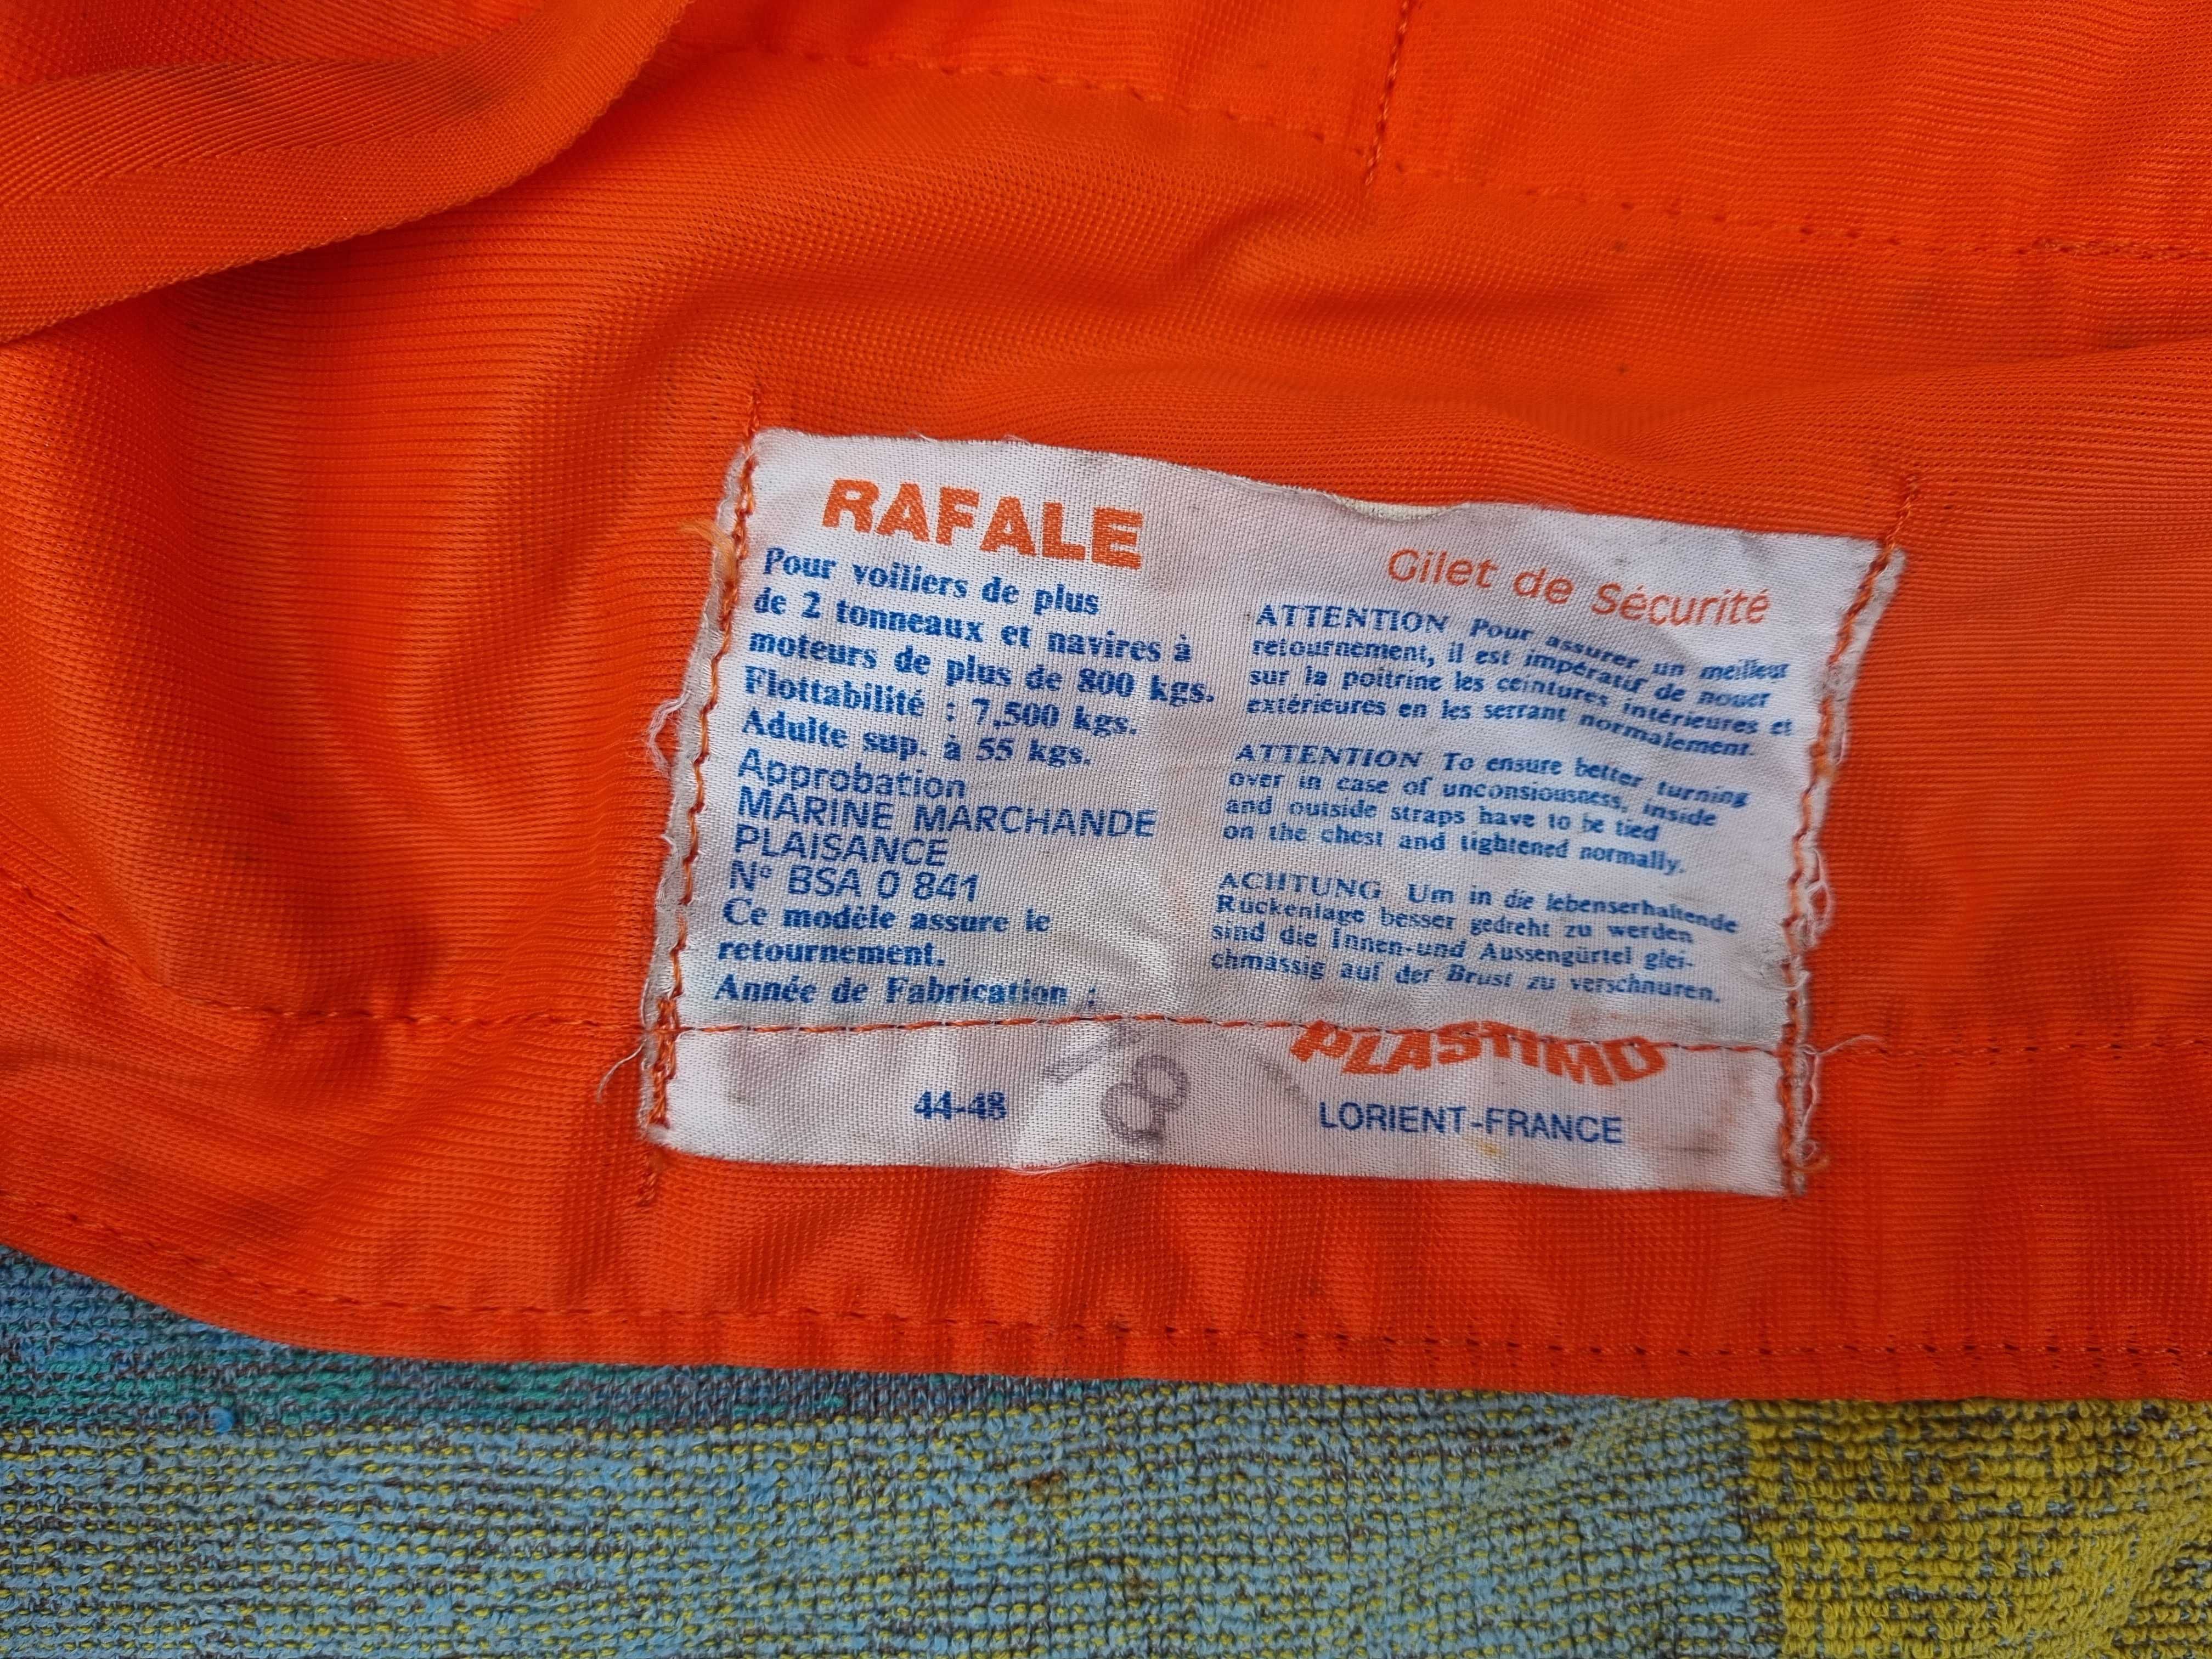 RAFALE
Pour voiliers de plus
de 2 tonneaux et navires à
moteurs de plus de 800 kgs.
Flottabilité : 7,500 kgs.
Adulte sup. à 55 kgs.
Approbation
MARINE MARCHANDE
PLAISANCE
N° BSA 0 841
Ce modèle assure le
retournement.
Année de Fabrication :
44-48
8
Gilet de Sécurité
ATTENTION Pour assurer un meilleur
retournement, il est impératif de nouer
sur la poitrine les ceintures intérieures et
extérieures en les serrant normalement.
ATTENTION To ensure better turning
over in case of unconsiousness, inside
and outside straps have to be tied
on the chest and tightened normally.
ACHTUNG Um in die lebenserhaltende
Ruckenlage besser gedreht zu werden
sind die Innen-und Aussengürtel glei-
chmassig auf der Brust zu verschnuren.
PLASTIMO
LORIENT-FRANCE